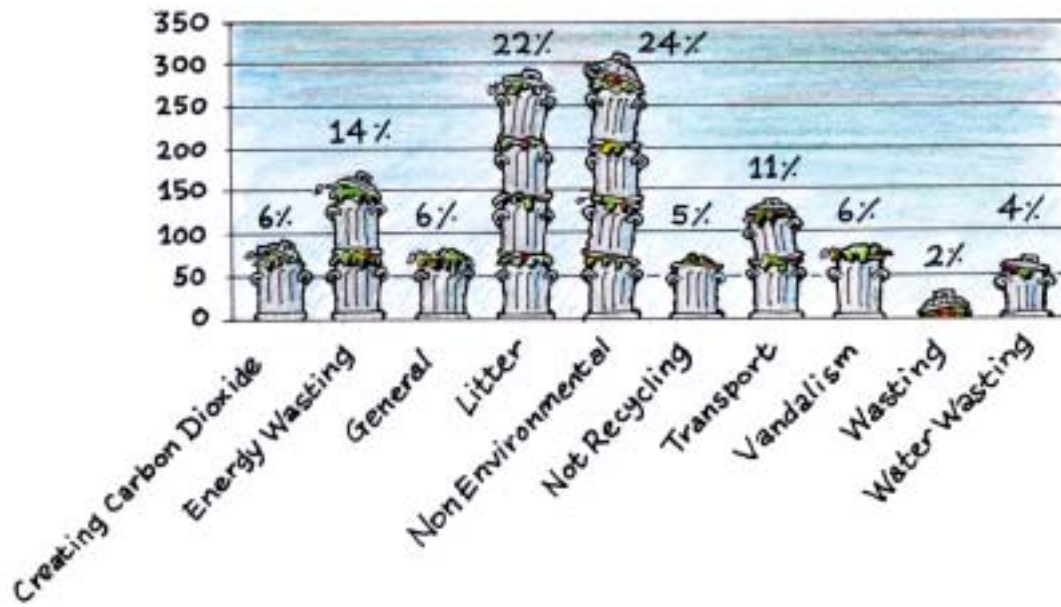 350
300
250
200
150
100
50
0
6%
14%
6%
22%
24%
5%
11%
6%
2%
4%
Creating Carbon Dioxide
Energy Wasting
General
Litter
Non Environmental
Not Recycling
Transport
Vandalism
Wasting
Water Wasting